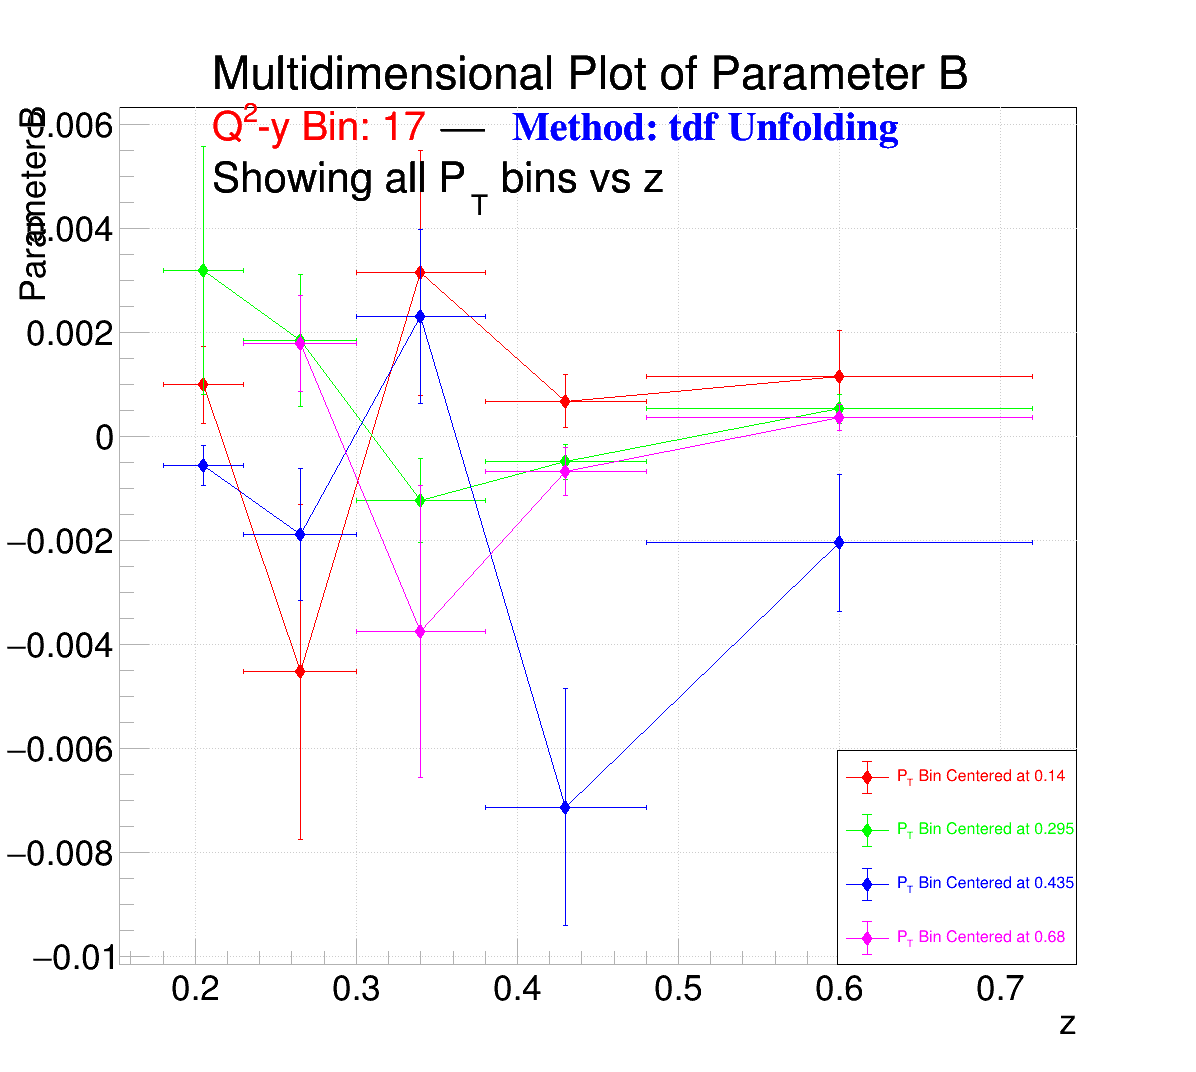 Multidimensional Plot of Parameter B
Q²-y Bin: 17 — Method: tdf Unfolding
Showing all P_T bins vs z
Parameter B
0.006
0.004
0.002
0
−0.002
−0.004
−0.006
−0.008
−0.01
P_T Bin Centered at 0.14
P_T Bin Centered at 0.295
P_T Bin Centered at 0.435
P_T Bin Centered at 0.68
0.2 0.3 0.4 0.5 0.6 0.7
z